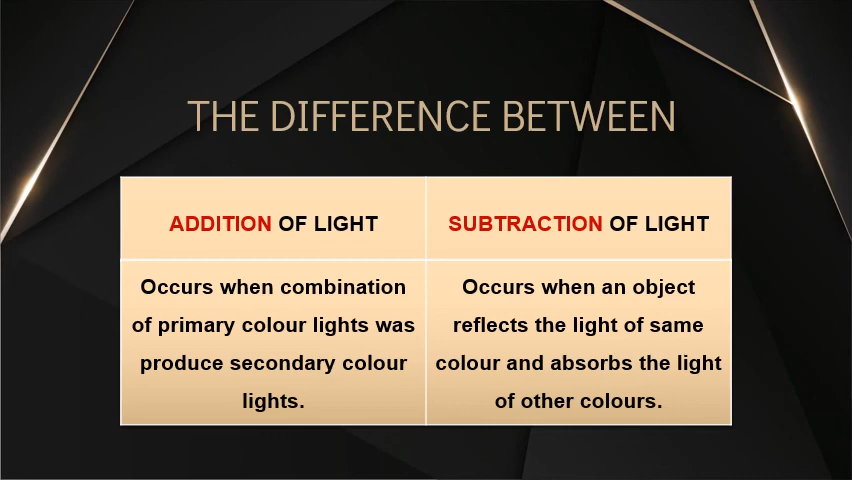 THE DIFFERENCE BETWEEN
ADDITION OF LIGHT
Occurs when combination
of primary colour lights was
produce secondary colour
lights.
SUBTRACTION OF LIGHT
Occurs when an object
reflects the light of same
colour and absorbs the light
of other colours.